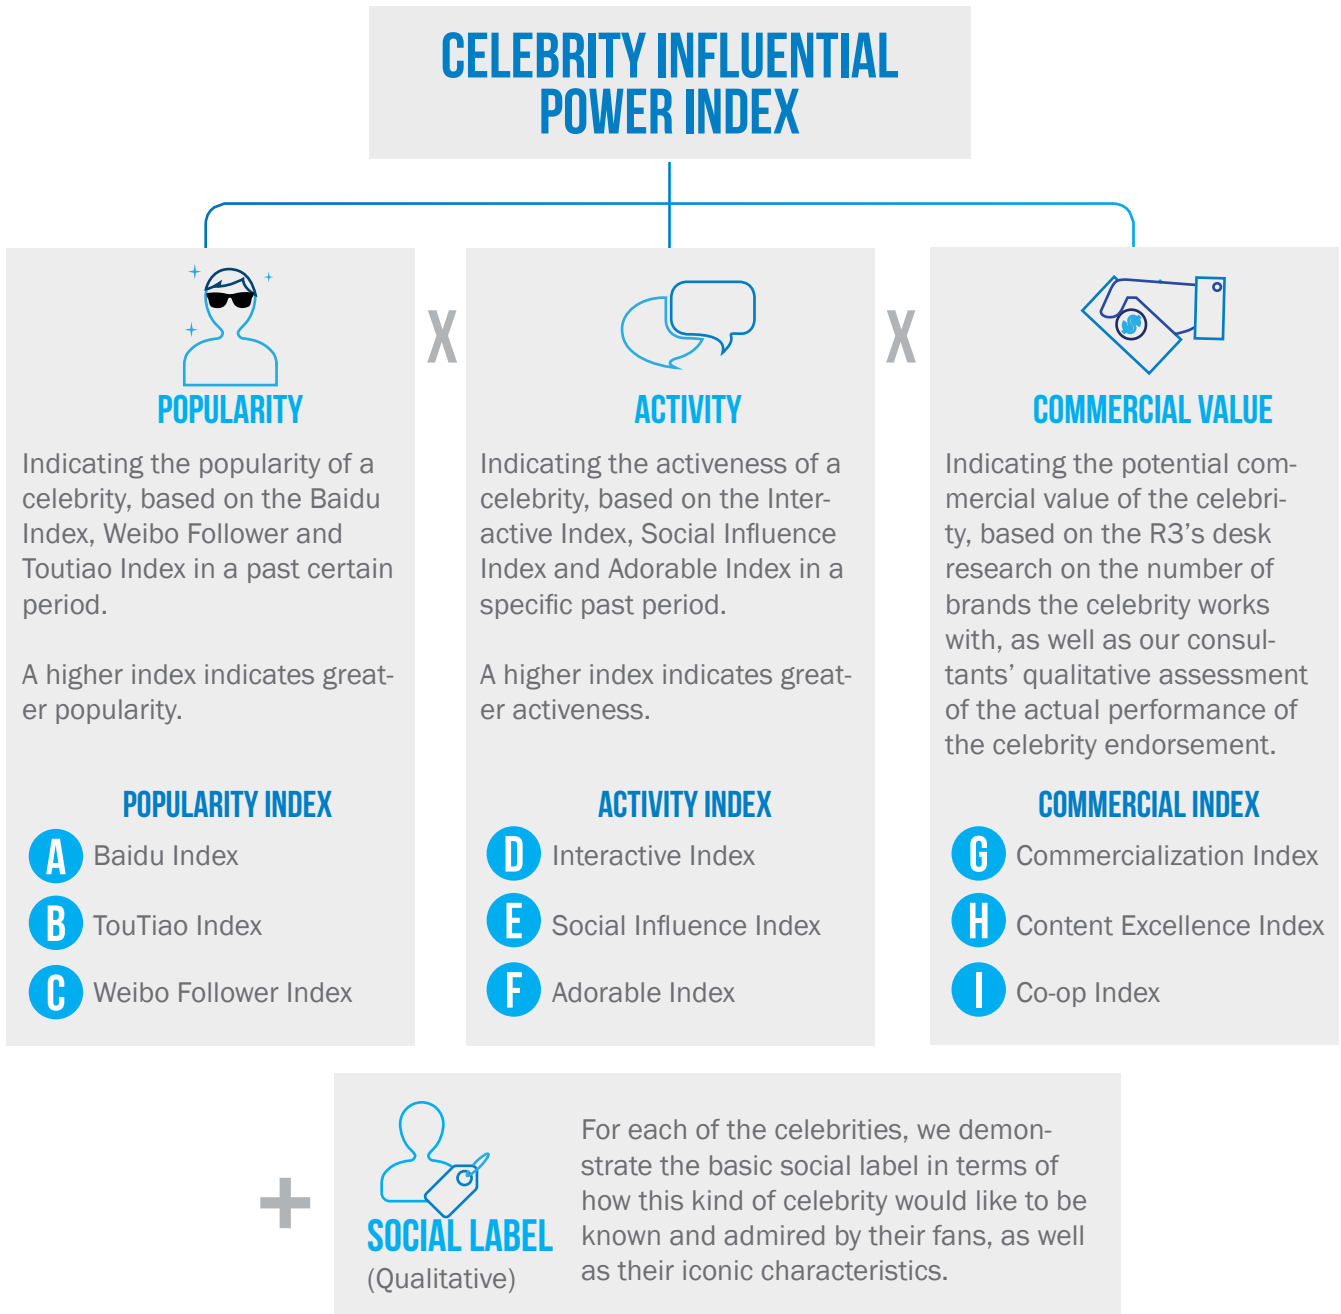 CELEBRITY INFLUENTIAL
POWER INDEX
POPULARITY
Indicating the popularity of a
celebrity, based on the Baidu
Index, Weibo Follower and
Toutiao Index in a past certain
period.
A higher index indicates great-
er popularity.
POPULARITY INDEX
A Baidu Index
B TouTiao Index
C Weibo Follower Index
X
ACTIVITY
Indicating the activeness of a
celebrity, based on the Inter-
active Index, Social Influence
Index and Adorable Index in a
specific past period.
A higher index indicates great-
er activeness.
ACTIVITY INDEX
D Interactive Index
E Social Influence Index
F Adorable Index
X
$
COMMERCIAL VALUE
Indicating the potential com-
mercial value of the celebri-
ty, based on the R3's desk
research on the number of
brands the celebrity works
with, as well as our consul-
tants' qualitative assessment
of the actual performance of
the celebrity endorsement.
COMMERCIAL INDEX
G Commercialization Index
H Content Excellence Index
I Co-op Index
+
SOCIAL LABEL
(Qualitative)
For each of the celebrities, we demon-
strate the basic social label in terms of
how this kind of celebrity would like to be
known and admired by their fans, as well
as their iconic characteristics.